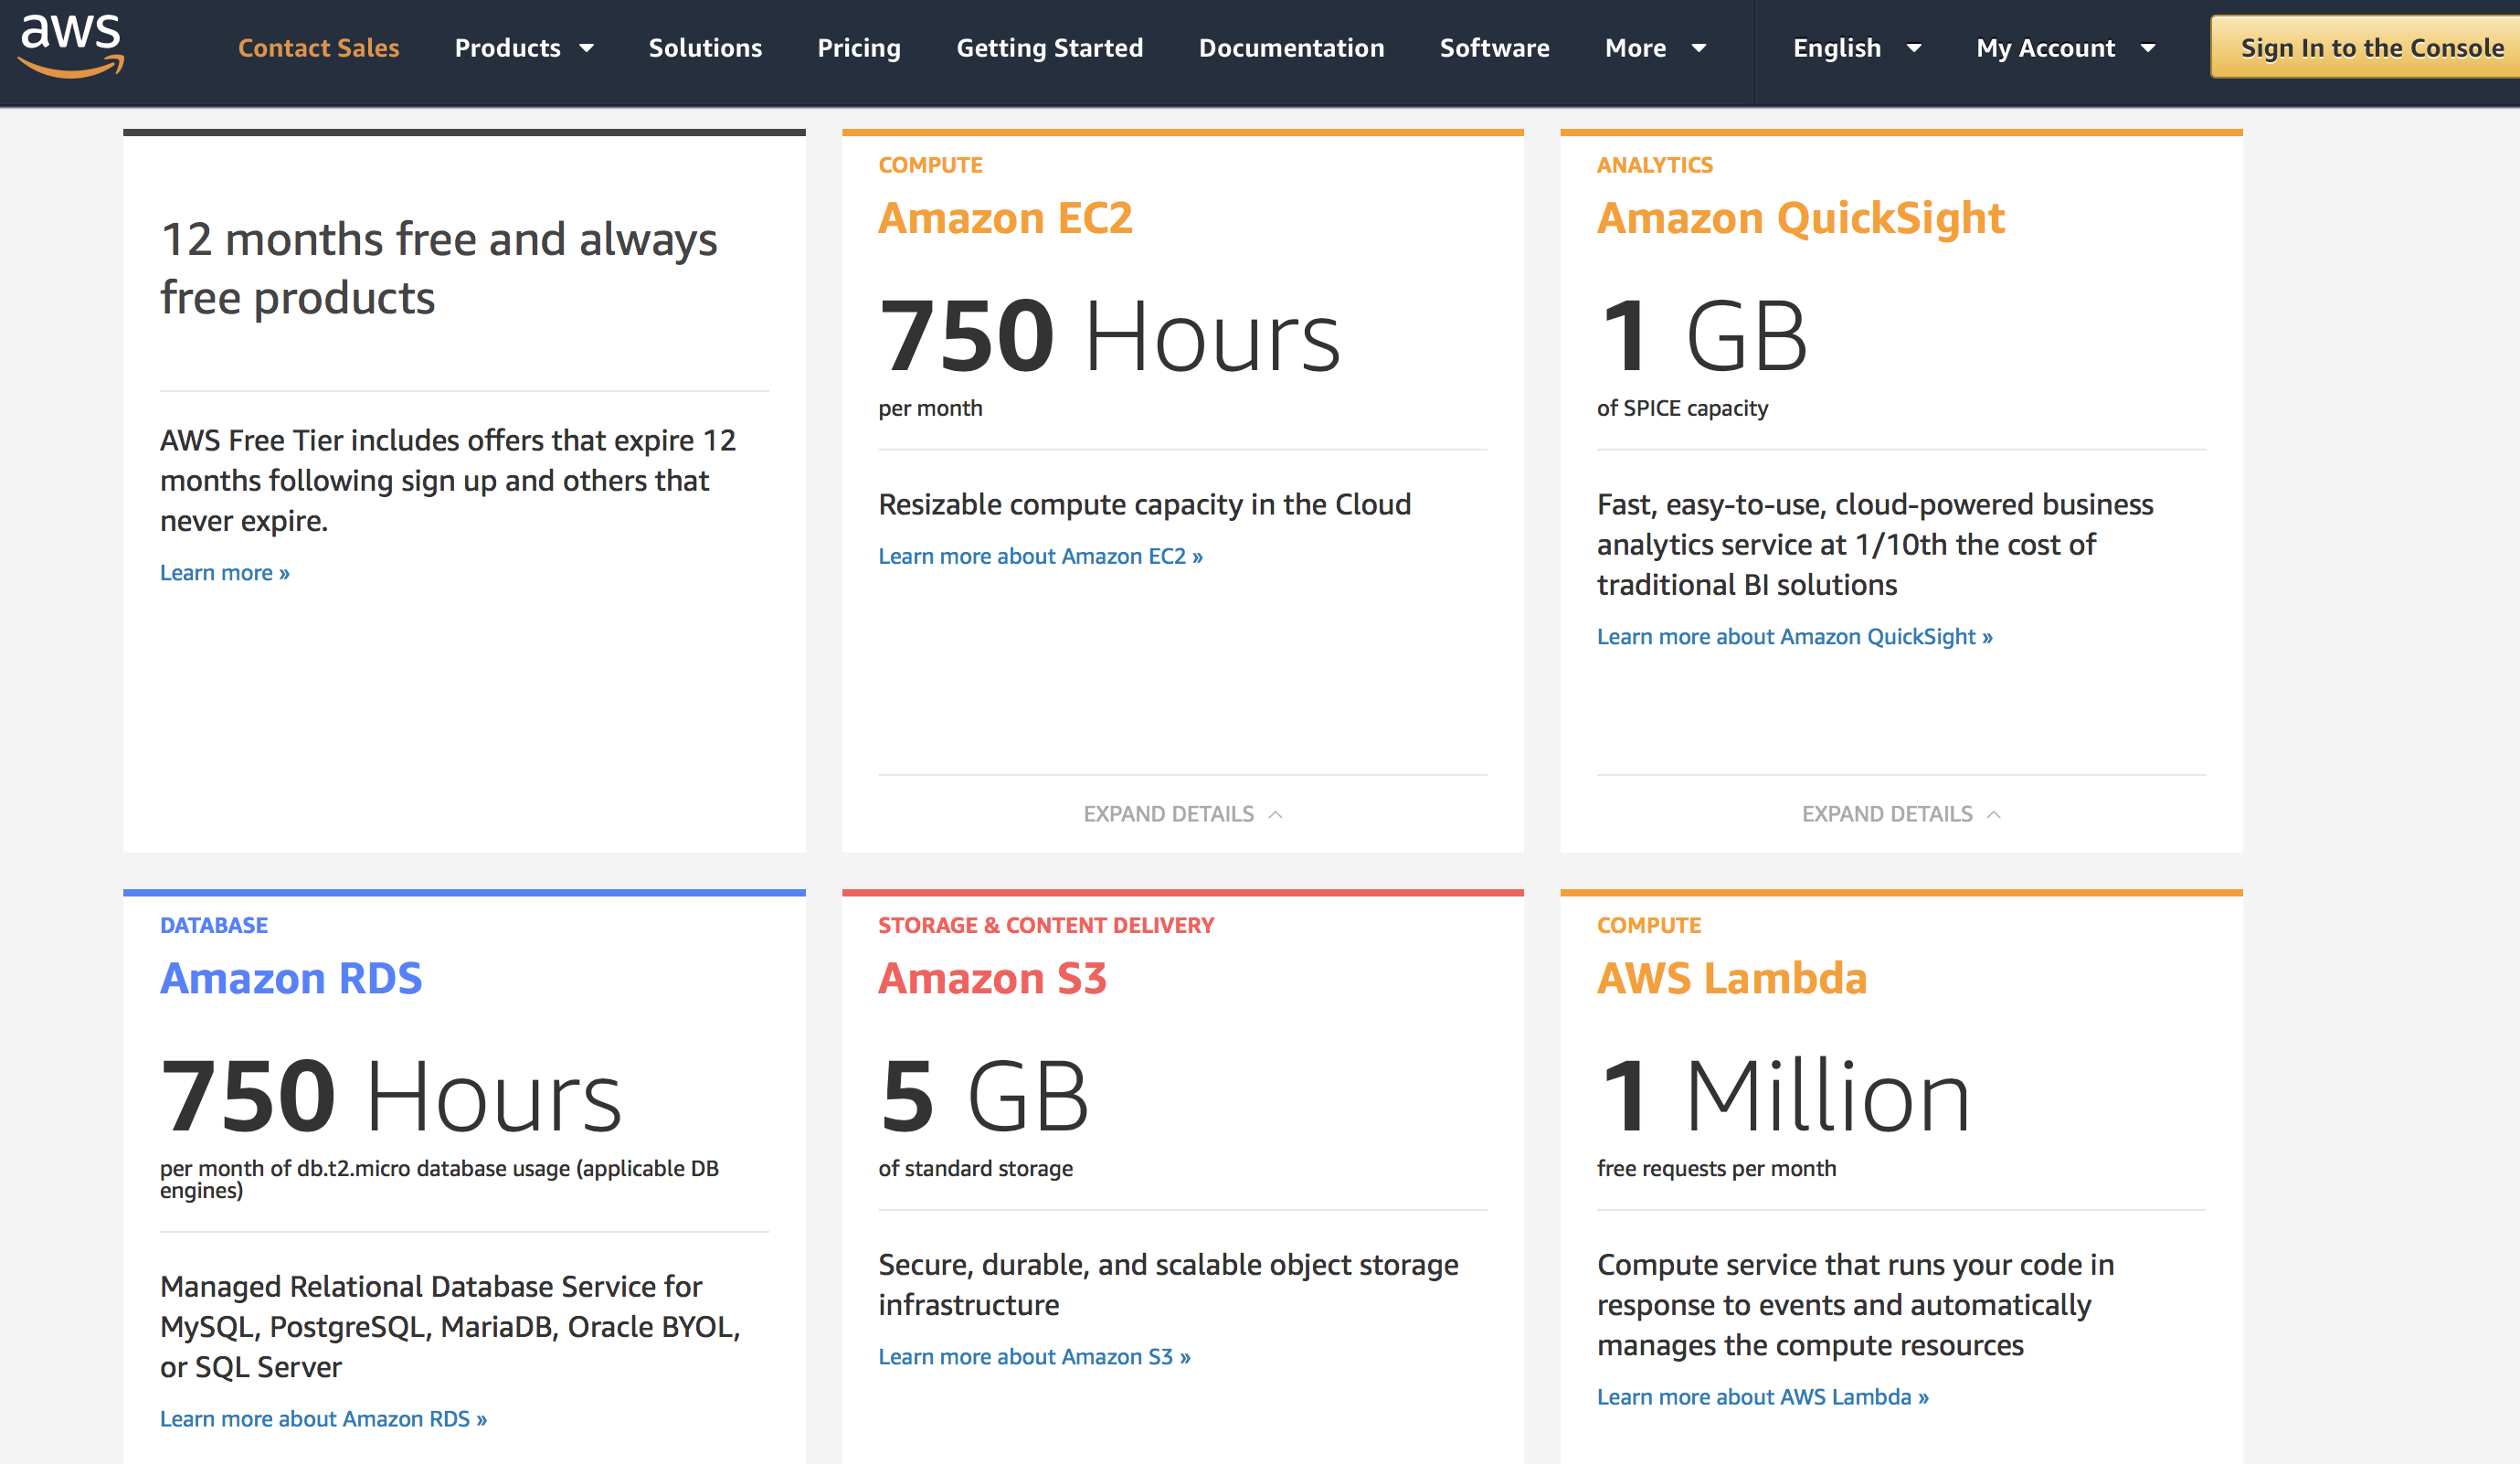 aws
Contact Sales
Products
Solutions
Pricing
Getting Started
Documentation
Software
More
English
My Account
Sign In to the Console
12 months free and always
free products
AWS Free Tier includes offers that expire 12
months following sign up and others that
never expire.
Learn more »
COMPUTE
Amazon EC2
750 Hours
per month
Resizable compute capacity in the Cloud
Learn more about Amazon EC2 »
EXPAND DETAILS
ANALYTICS
Amazon QuickSight
1 GB
of SPICE capacity
Fast, easy-to-use, cloud-powered business
analytics service at 1/10th the cost of
traditional BI solutions
Learn more about Amazon QuickSight »
EXPAND DETAILS
DATABASE
Amazon RDS
750 Hours
per month of db.t2.micro database usage (applicable DB
engines)
Managed Relational Database Service for
MySQL, PostgreSQL, MariaDB, Oracle BYOL,
or SQL Server
Learn more about Amazon RDS »
STORAGE & CONTENT DELIVERY
Amazon S3
5 GB
of standard storage
Secure, durable, and scalable object storage
infrastructure
Learn more about Amazon S3 »
COMPUTE
AWS Lambda
1 Million
free requests per month
Compute service that runs your code in
response to events and automatically
manages the compute resources
Learn more about AWS Lambda »